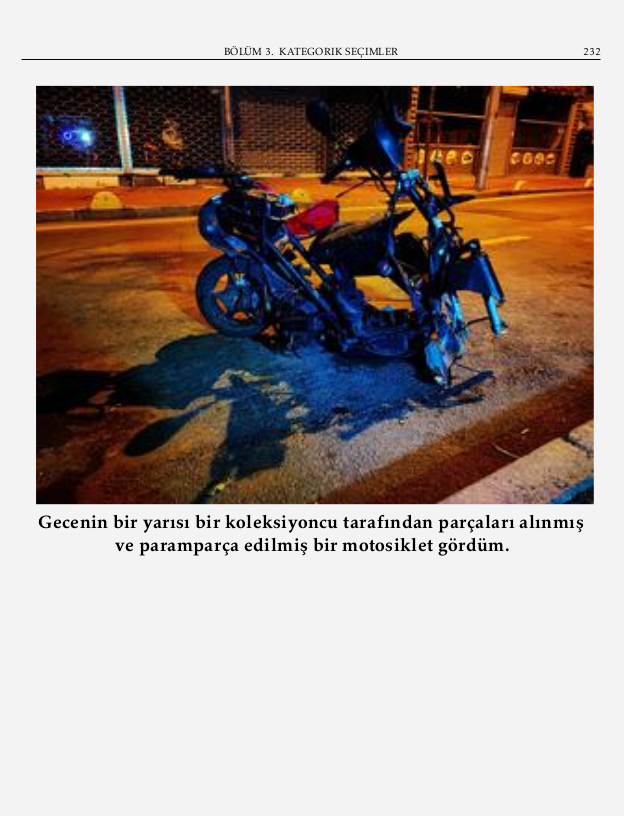 BÖLÜM 3. KATEGORIK SEÇIMLER 232
Gecenin bir yarısı bir koleksiyoncu tarafından parçaları alınmış
ve paramparça edilmiş bir motosiklet gördüm.